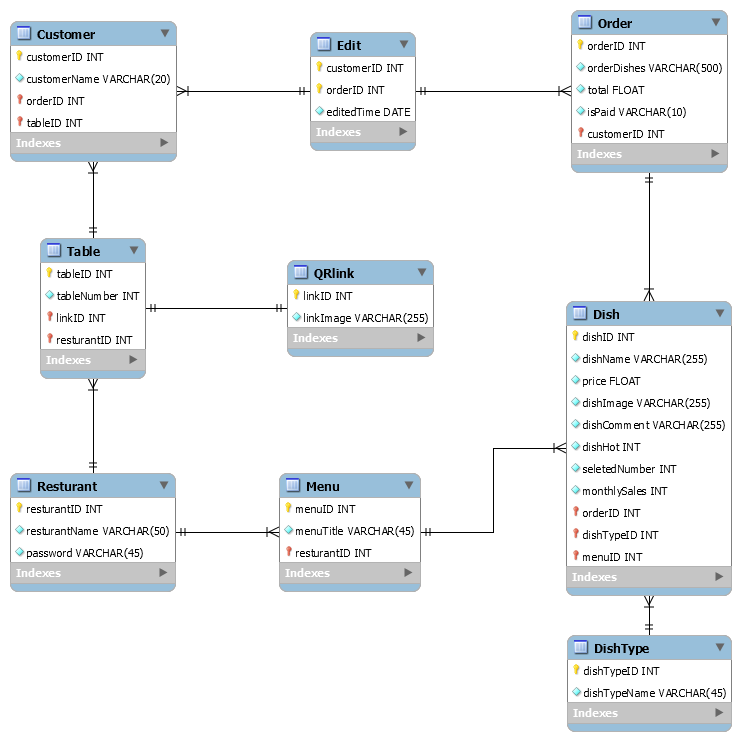 Customer
customerID INT
customerName VARCHAR(20)
orderID INT
tableID INT
Indexes
Edit
customerID INT
orderID INT
editedTime DATE
Indexes
Order
orderID INT
orderDishes VARCHAR(500)
total FLOAT
isPaid VARCHAR(10)
customerID INT
Indexes
Table
tableID INT
tableNumber INT
linkID INT
resturantID INT
Indexes
QRlink
linkID INT
linkImage VARCHAR(255)
Indexes
Dish
dishID INT
dishName VARCHAR(255)
price FLOAT
dishImage VARCHAR(255)
dishComment VARCHAR(255)
dishHot INT
seletedNumber INT
monthlySales INT
orderID INT
dishTypeID INT
menuID INT
Indexes
Resturant
resturantID INT
resturantName VARCHAR(50)
password VARCHAR(45)
Indexes
Menu
menuID INT
menuTitle VARCHAR(45)
resturantID INT
Indexes
DishType
dishTypeID INT
dishTypeName VARCHAR(45)
Indexes